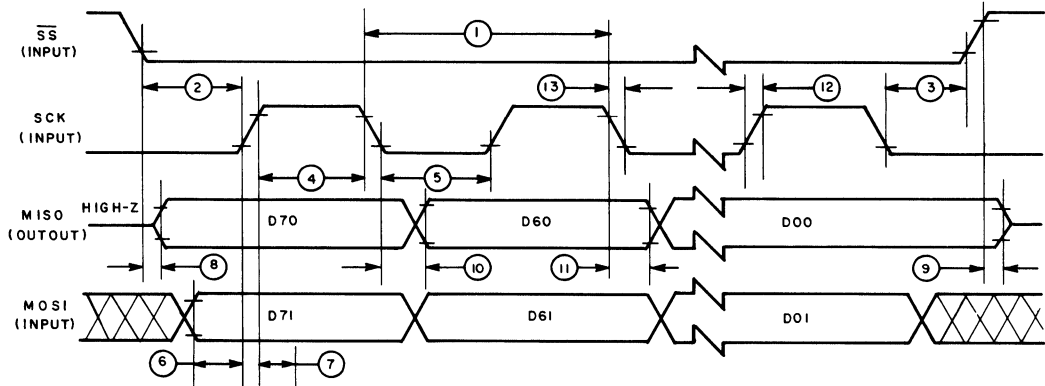 SS
(INPUT)
1
2
13
12
3
SCK
(INPUT)
4
5
MISO
(OUTOUT)
HIGH-Z
D70
D60
D00
8
10
11
9
MOSI
(INPUT)
D71
D61
D01
6
7